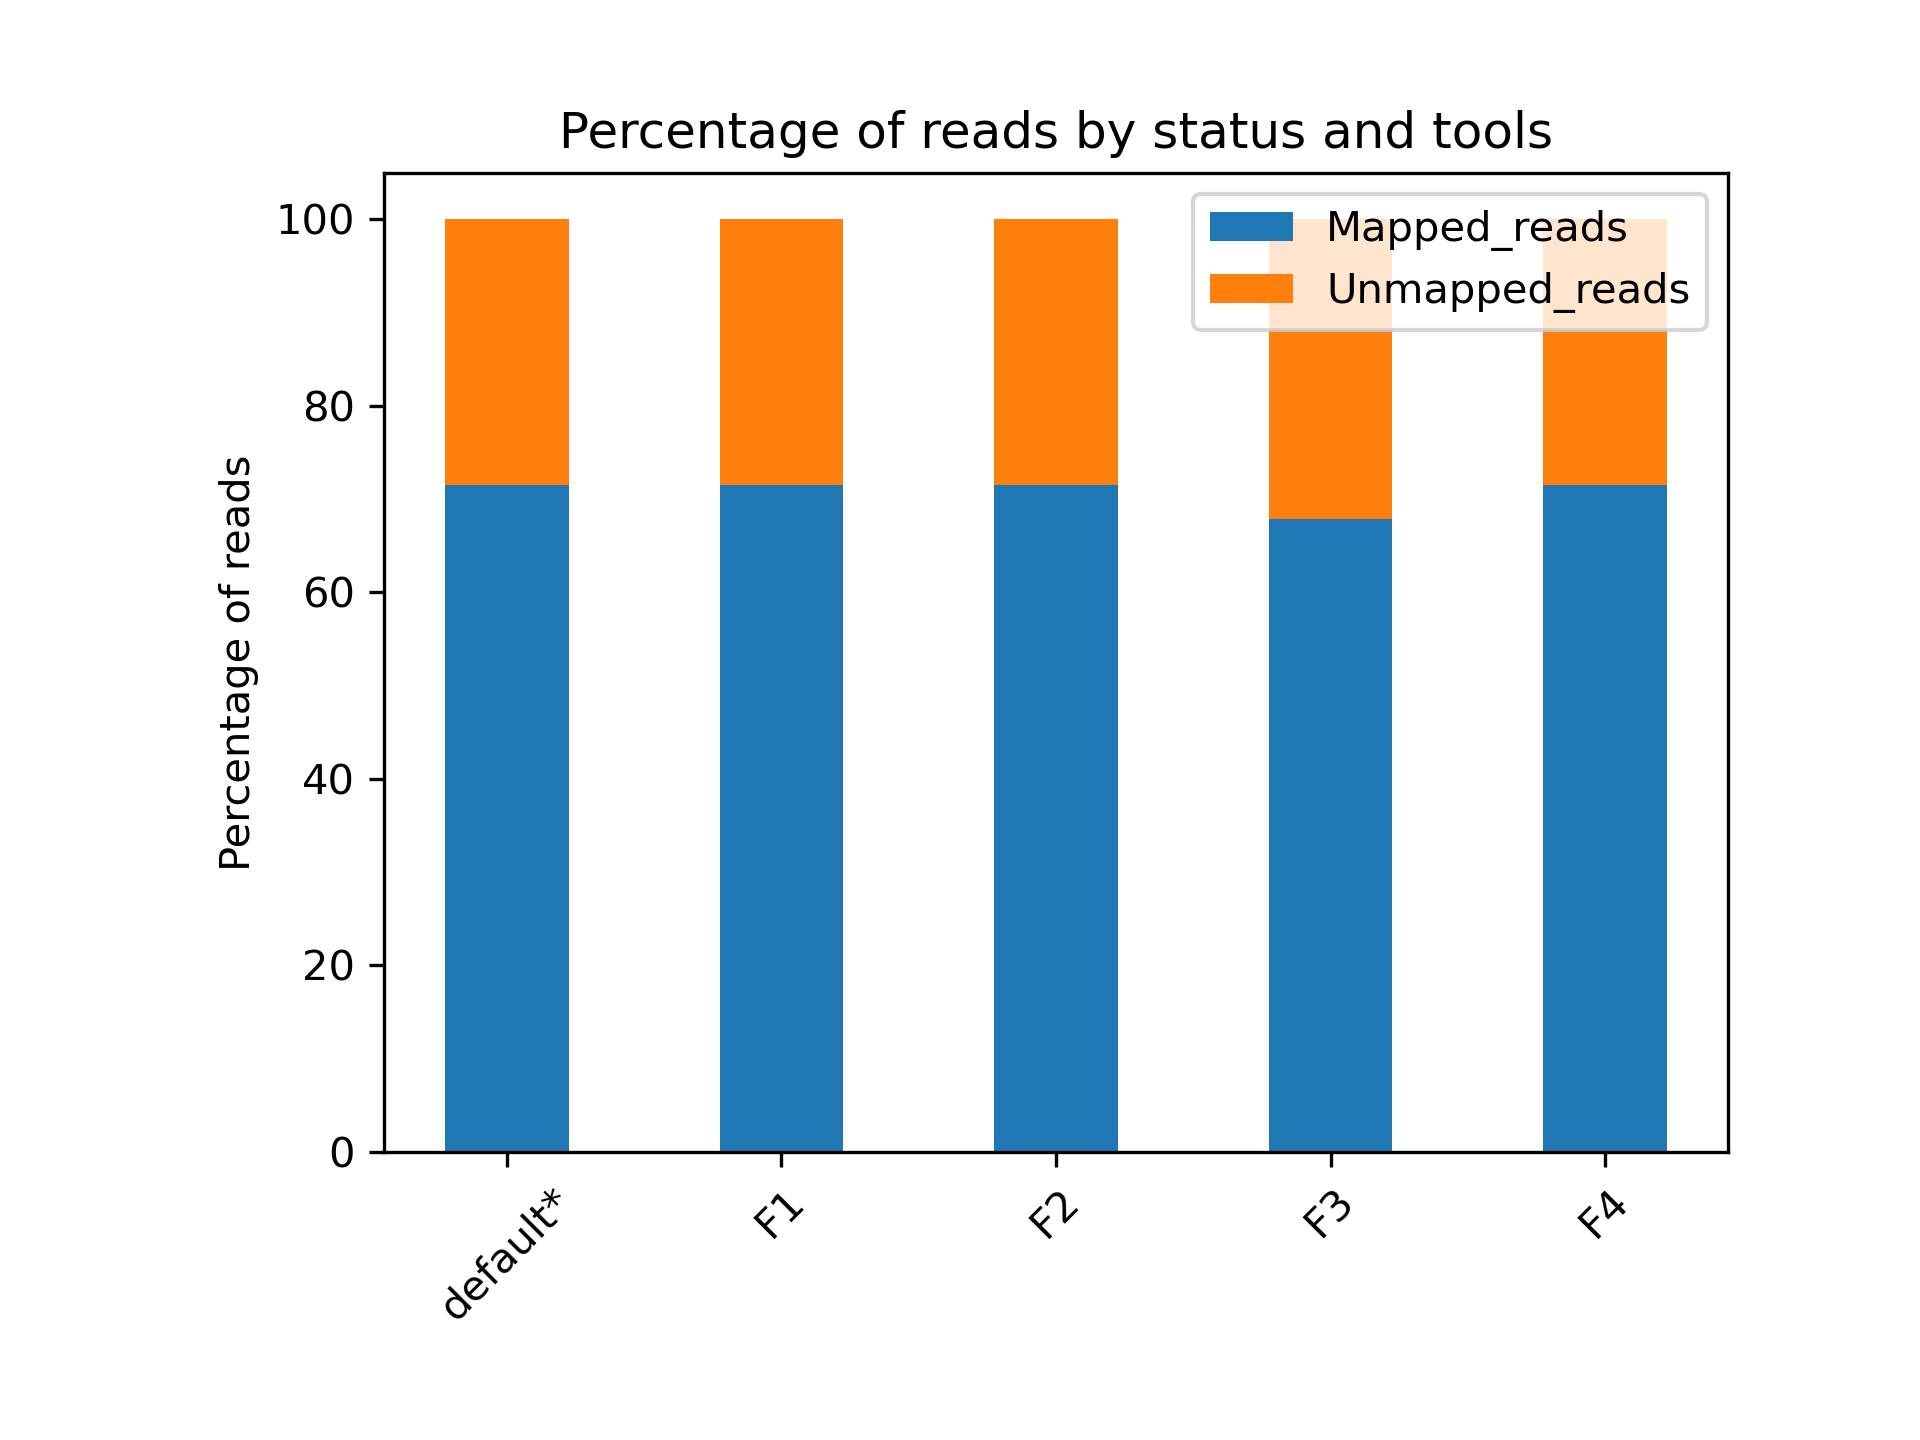 Percentage of reads by status and tools
Mapped_reads
Unmapped_reads
100
80
60
40
20
0
Percentage of reads
default*
F1
F2
F3
F4